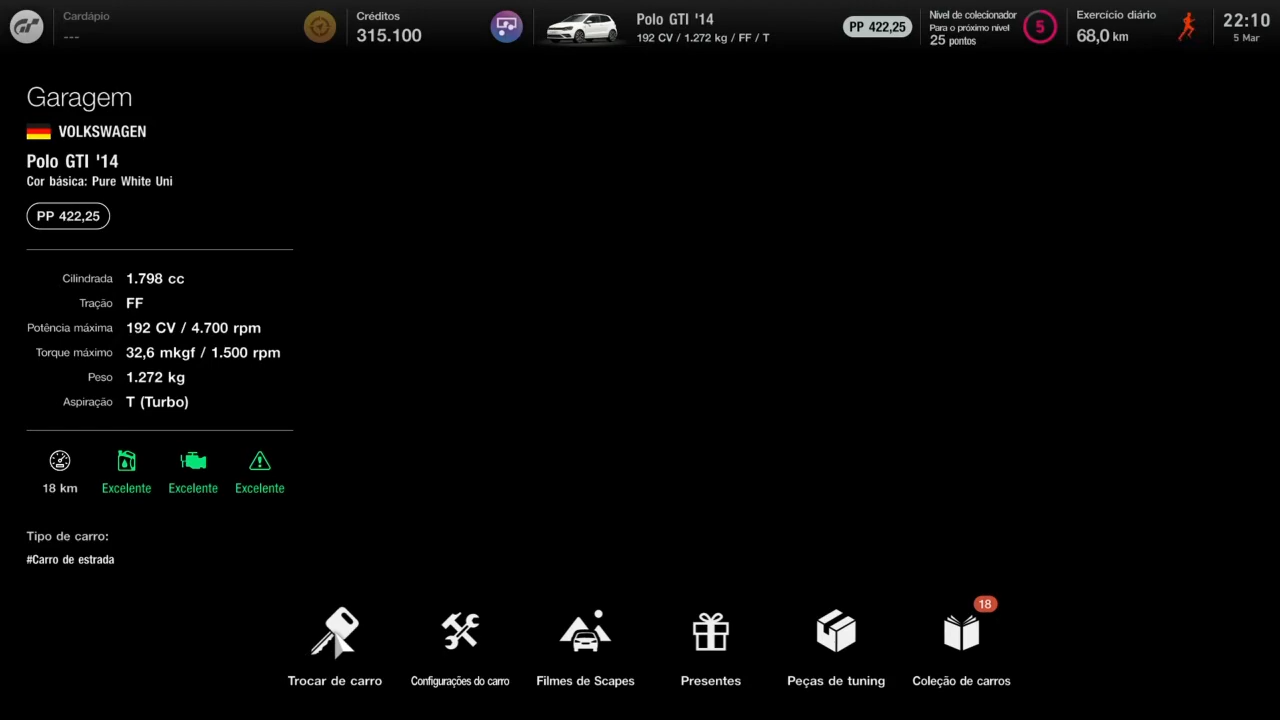 Cardápio
---
Créditos
315.100
Polo GTI '14
192 CV / 1.272 kg / FF / T
PP 422,25
Nível de colecionador
Para o próximo nível
25 pontos
5
Exercício diário
68,0 km
22:10
5 Mar
Garagem
VOLKSWAGEN
Polo GTI '14
Cor básica: Pure White Uni
PP 422,25
Cilindrada 1.798 cc
Tração FF
Potência máxima 192 CV / 4.700 rpm
Torque máximo 32,6 mkgf / 1.500 rpm
Peso 1.272 kg
Aspiração T (Turbo)
18 km Excelente Excelente Excelente
Tipo de carro:
#Carro de estrada
18
Trocar de carro Configurações do carro Filmes de Scapes Presentes Peças de tuning Coleção de carros